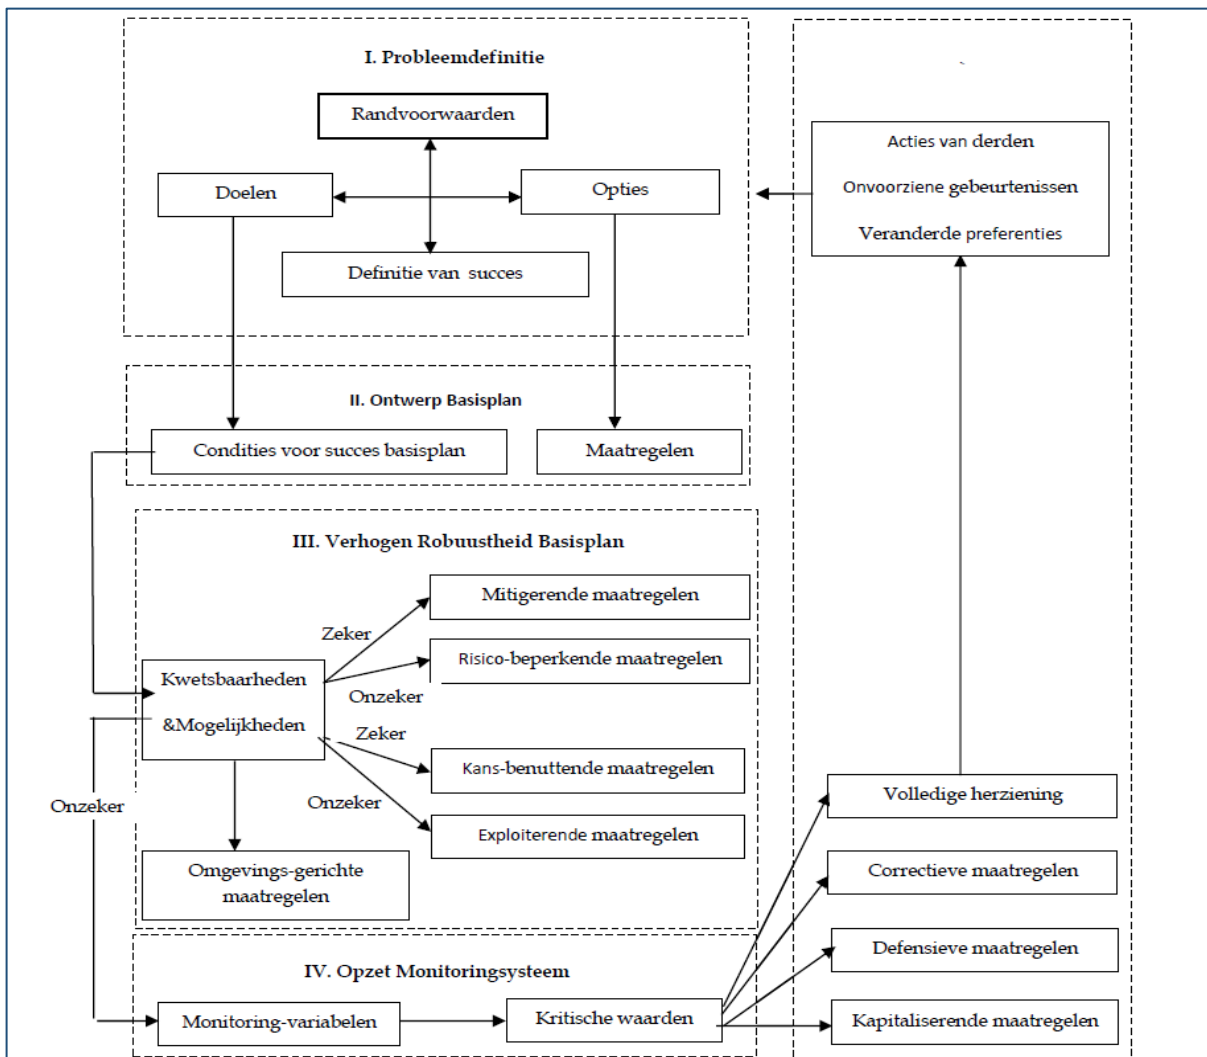 I. Probleemdefinitie
Randvoorwaarden
Doelen
Opties
Definitie van succes
II. Ontwerp Basisplan
Condities voor succes basisplan
Maatregelen
III. Verhogen Robuustheid Basisplan
Mitigerende maatregelen
Zeker
Risico-beperkende maatregelen
Kwetsbaarheden
&Mogelijkheden
Onzeker
Zeker
Kans-benuttende maatregelen
Onzeker
Exploiterende maatregelen
Onzeker
Omgevings-gerichte
maatregelen
IV. Opzet Monitoringsysteem
Monitoring-variabelen
Kritische waarden
Acties van derden
Onvoorziene gebeurtenissen
Veranderde preferenties
Volledige herziening
Correctieve maatregelen
Defensieve maatregelen
Kapitaliserende maatregelen